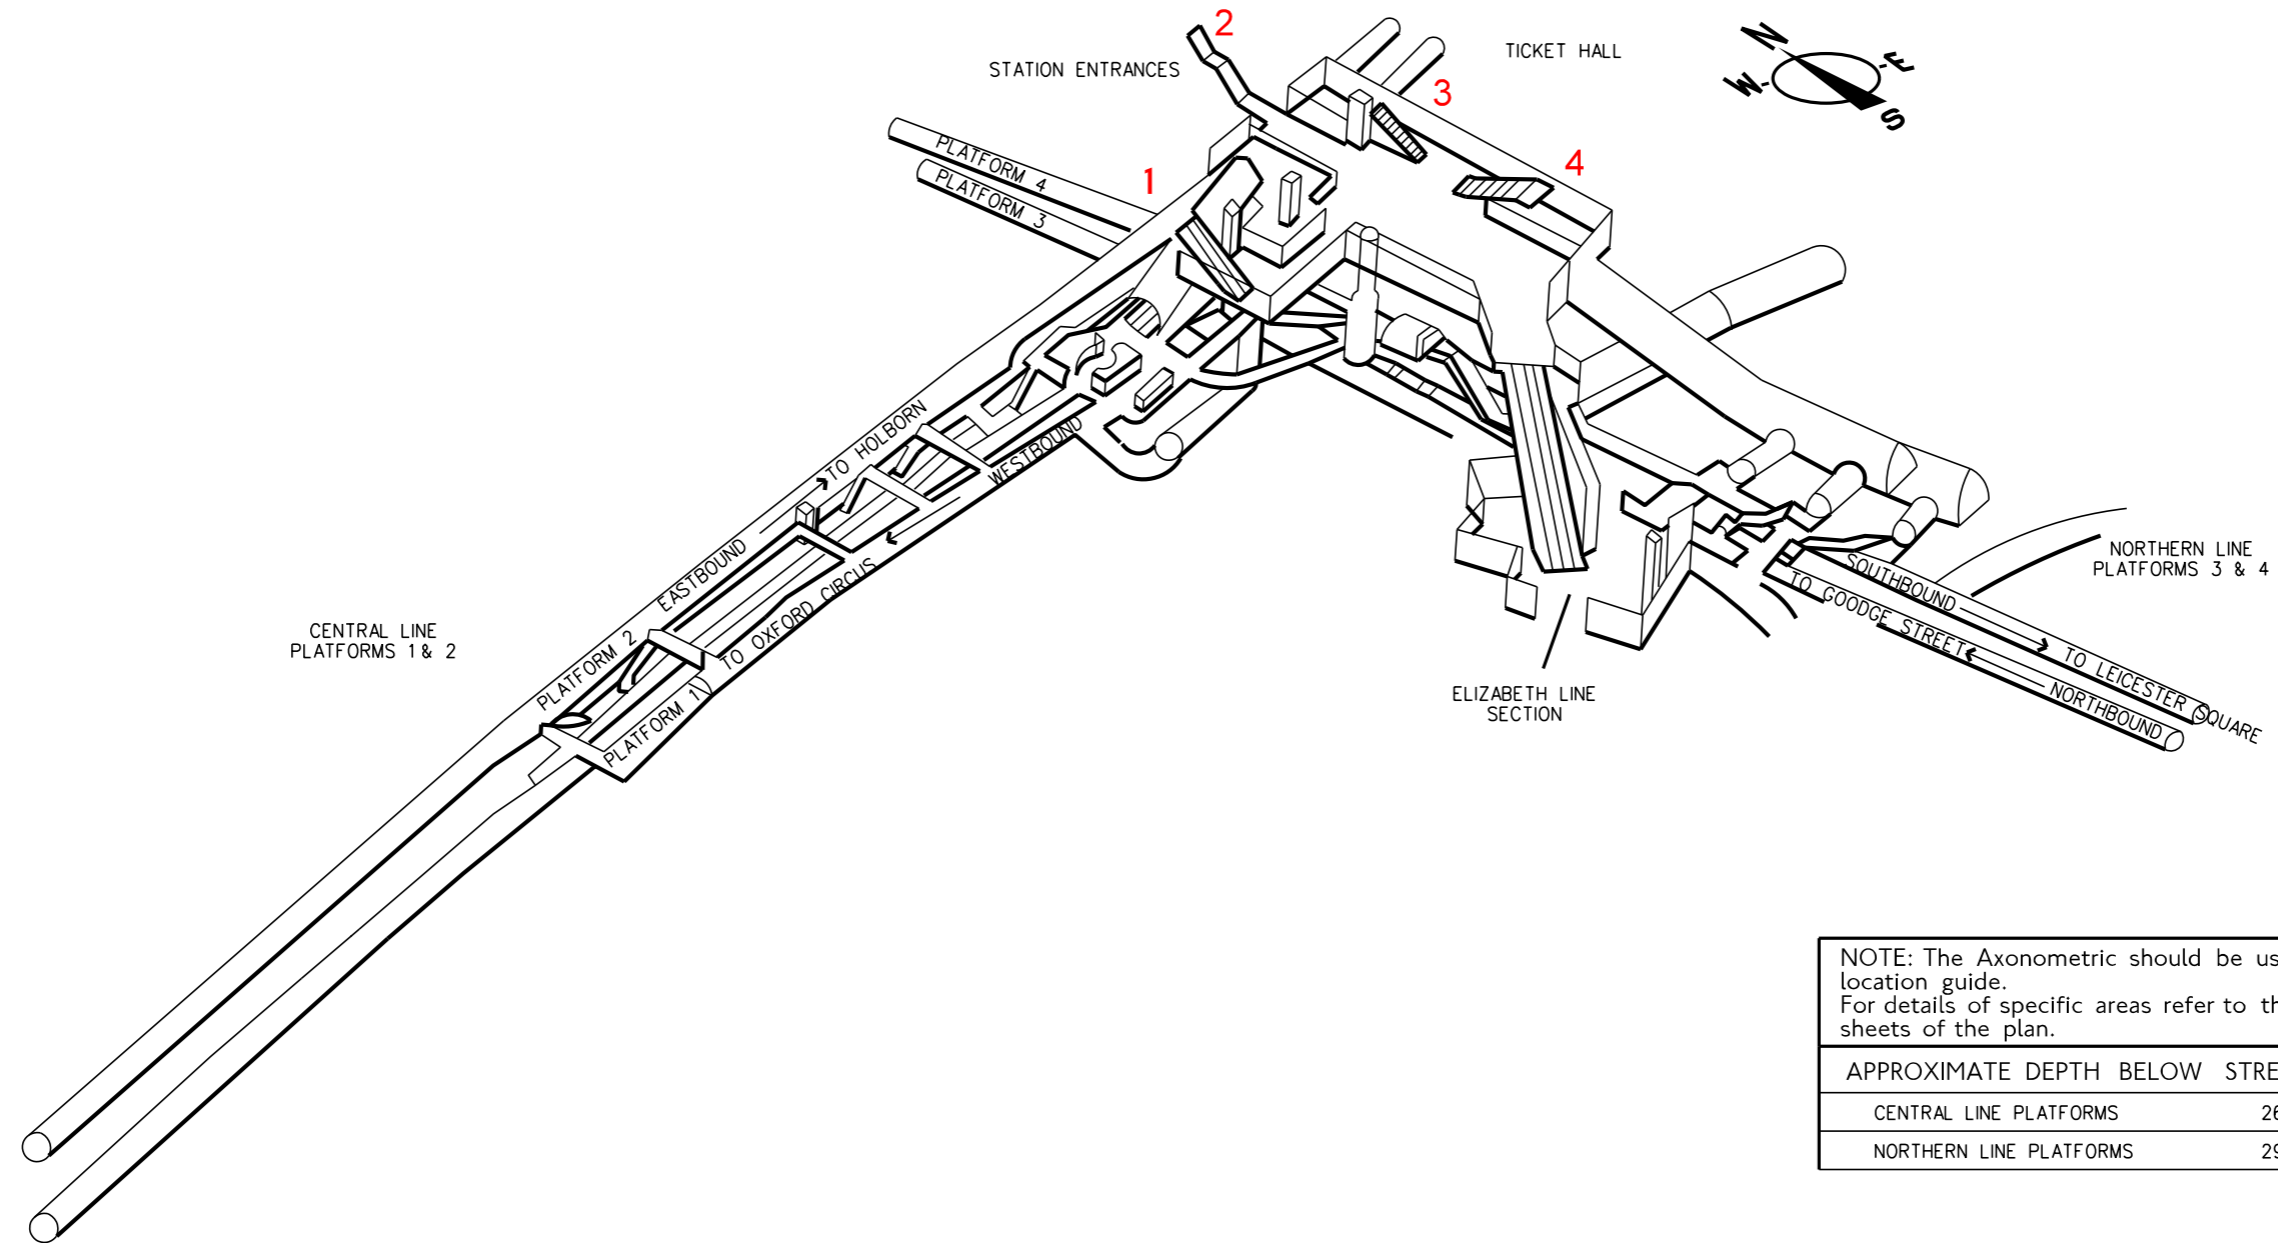 2
TICKET HALL
N
E
W
S
STATION ENTRANCES
3
PLATFORM 4
PLATFORM 3
1
4
TO HOLBORN
WESTBOUND
EASTBOUND
TO OXFORD CIRCUS
PLATFORM 2
PLATFORM 1
CENTRAL LINE
PLATFORMS 1 & 2
NORTHERN LINE
PLATFORMS 3 & 4
SOUTHBOUND
TO GOODGE STREET
TO LEICESTER SQUARE
NORTHBOUND
ELIZABETH LINE
SECTION
NOTE: The Axonometric should be us
location guide.
For details of specific areas refer to th
sheets of the plan.
APPROXIMATE DEPTH BELOW STRE
CENTRAL LINE PLATFORMS 26
NORTHERN LINE PLATFORMS 29